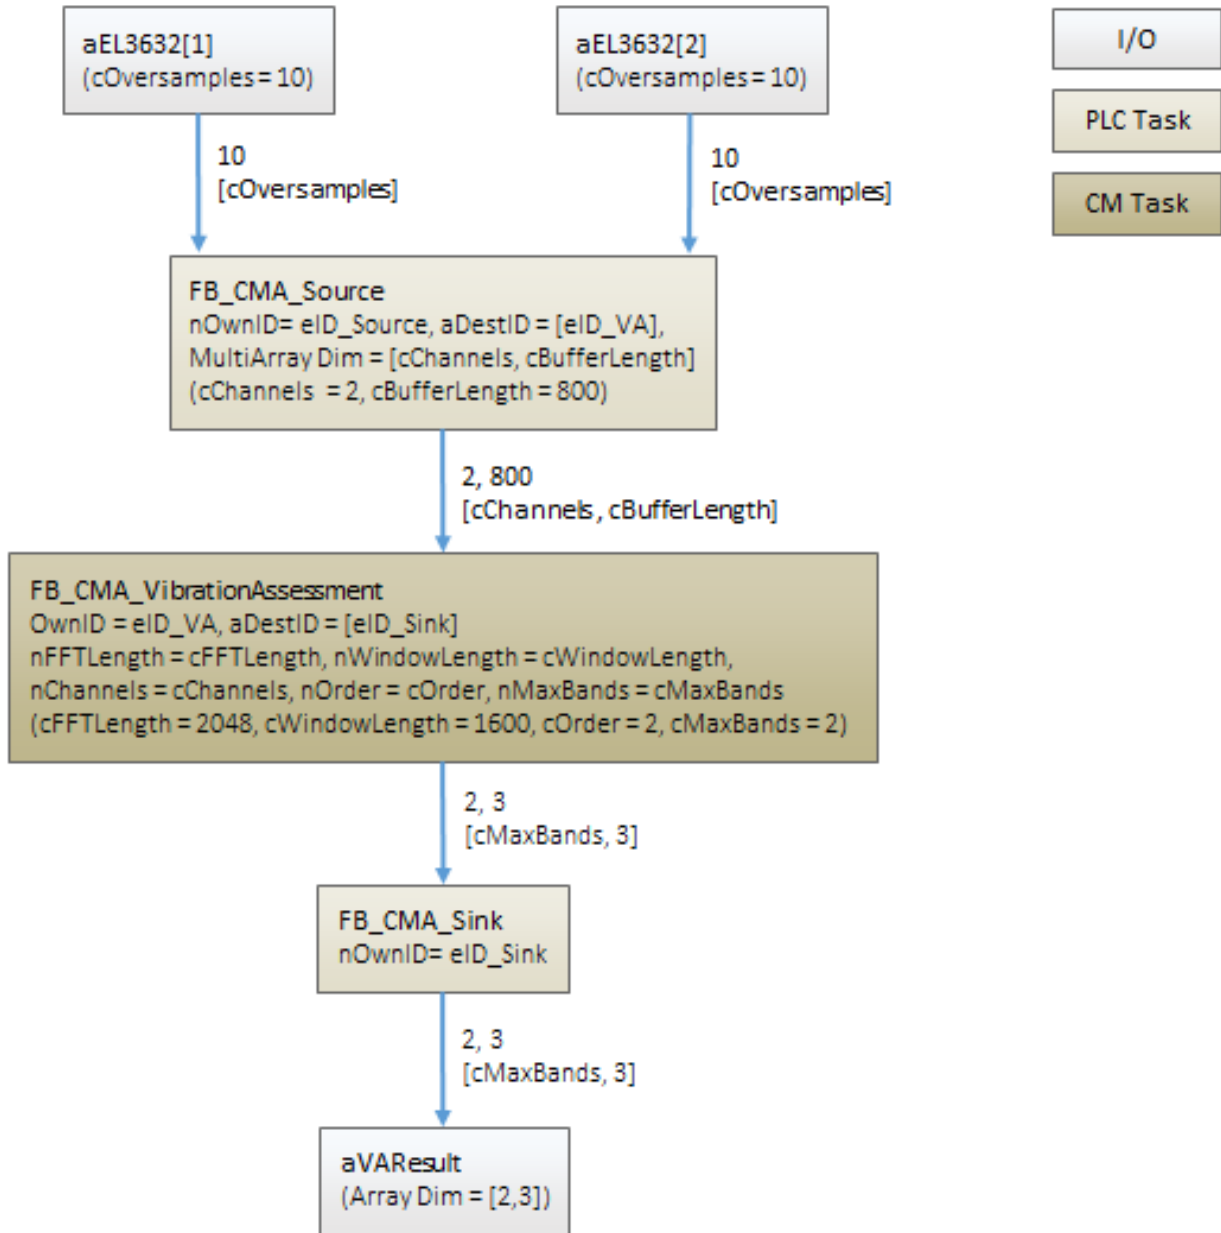 aEL3632[1]
(cOversamples = 10)
aEL3632[2]
(cOversamples = 10)
I/O
PLC Task
CM Task
10
[cOversamples]
10
[cOversamples]
FB_CMA_Source
nOwnID= eID_Source, aDestID = [eID_VA],
MultiArray Dim = [cChannels, cBufferLength]
(cChannels = 2, cBufferLength = 800)
2, 800
[cChannels, cBufferLength]
FB_CMA_VibrationAssessment
OwnID = eID_VA, aDestID = [eID_Sink]
nFFTLength = cFFTLength, nWindowLength = cWindowLength,
nChannels = cChannels, nOrder = cOrder, nMaxBands = cMaxBands
(cFFTLength = 2048, cWindowLength = 1600, cOrder = 2, cMaxBands = 2)
2, 3
[cMaxBands, 3]
FB_CMA_Sink
nOwnID= eID_Sink
2, 3
[cMaxBands, 3]
aVAResult
(Array Dim = [2,3])